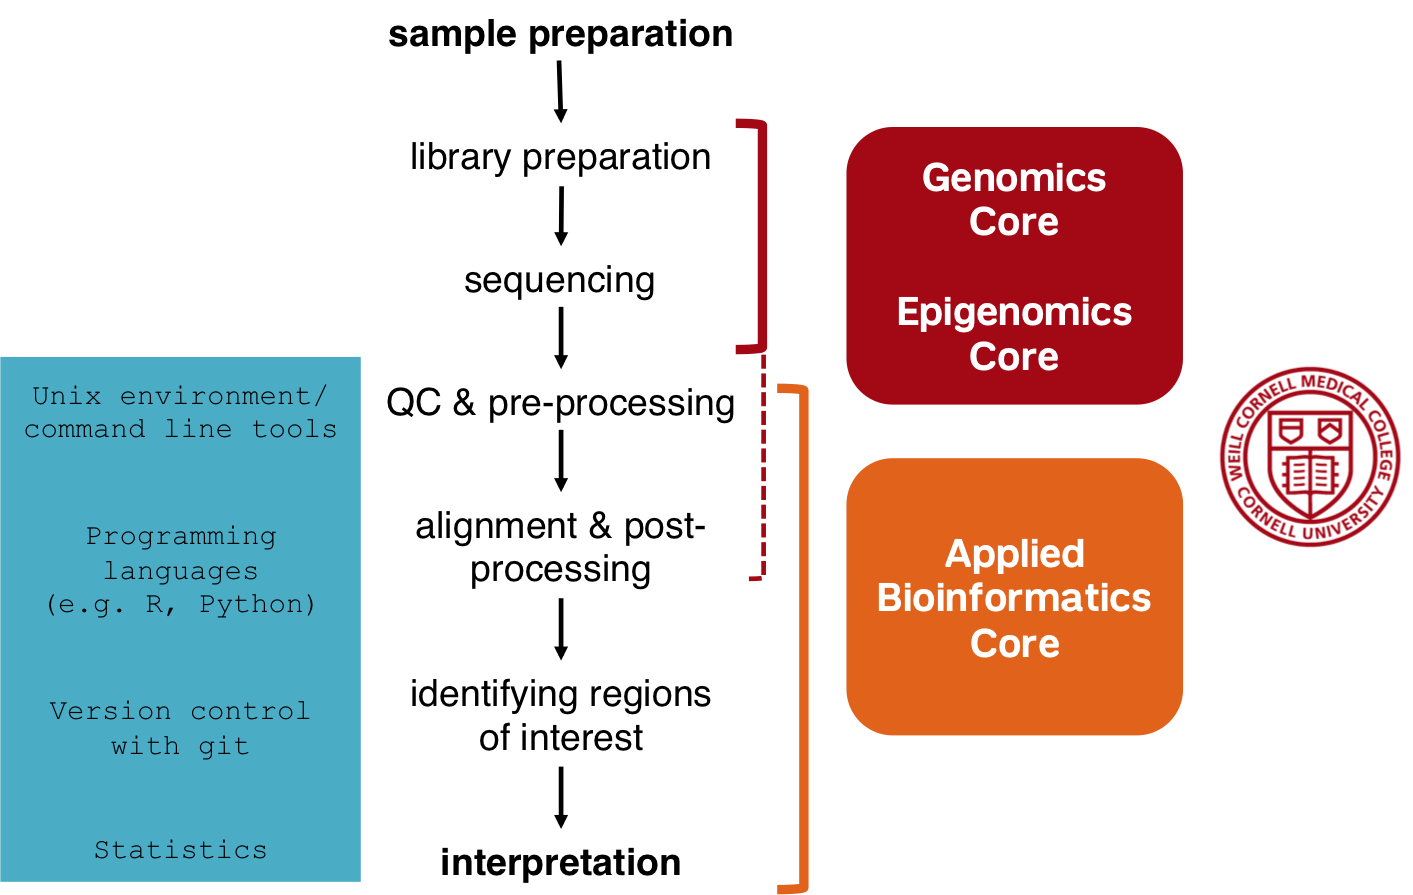 sample preparation
library preparation
sequencing
QC & pre-processing
alignment & post-
processing
identifying regions
of interest
interpretation
Unix environment/
command line tools
Programming
languages
(e.g. R, Python)
Version control
with git
Statistics
Genomics
Core
Epigenomics
Core
Applied
Bioinformatics
Core
WEILL CORNELL MEDICAL COLLEGE
CORNELL UNIVERSITY